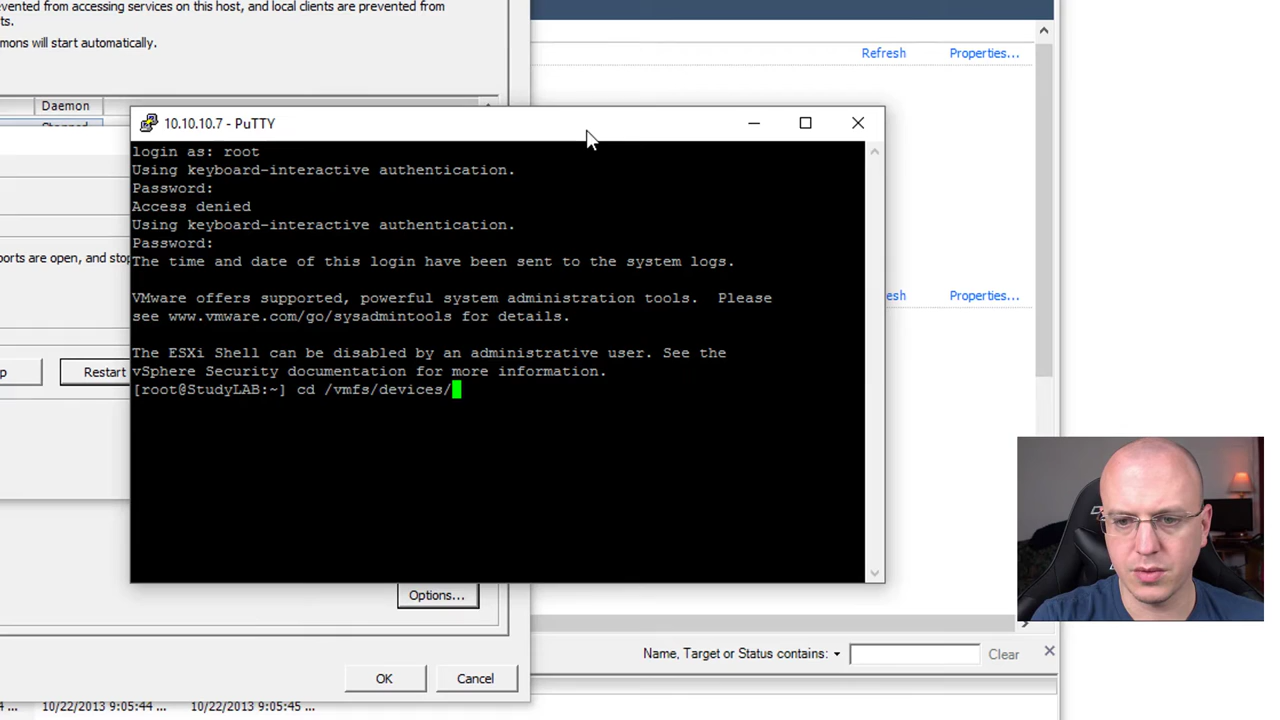 evented from accessing services on this host, and local clients are prevented from
ts.
mons will start automatically.
Refresh
Properties...
Daemon
Stopped
10.10.10.7 - PuTTY
login as: root
Using keyboard-interactive authentication.
Password:
Access denied
Using keyboard-interactive authentication.
Password:
The time and date of this login have been sent to the system logs.
VMware offers supported, powerful system administration tools.  Please
see www.vmware.com/go/sysadmintools for details.
The ESXi Shell can be disabled by an administrative user. See the
vSphere Security documentation for more information.
[root@StudyLAB:~] cd /vmfs/devices/
orts are open, and stop
esh
Properties...
p
Restart
Options...
Name, Target or Status contains:
Clear
OK
Cancel
4 ...
10/22/2013 9:05:44 ...
10/22/2013 9:05:45 ...